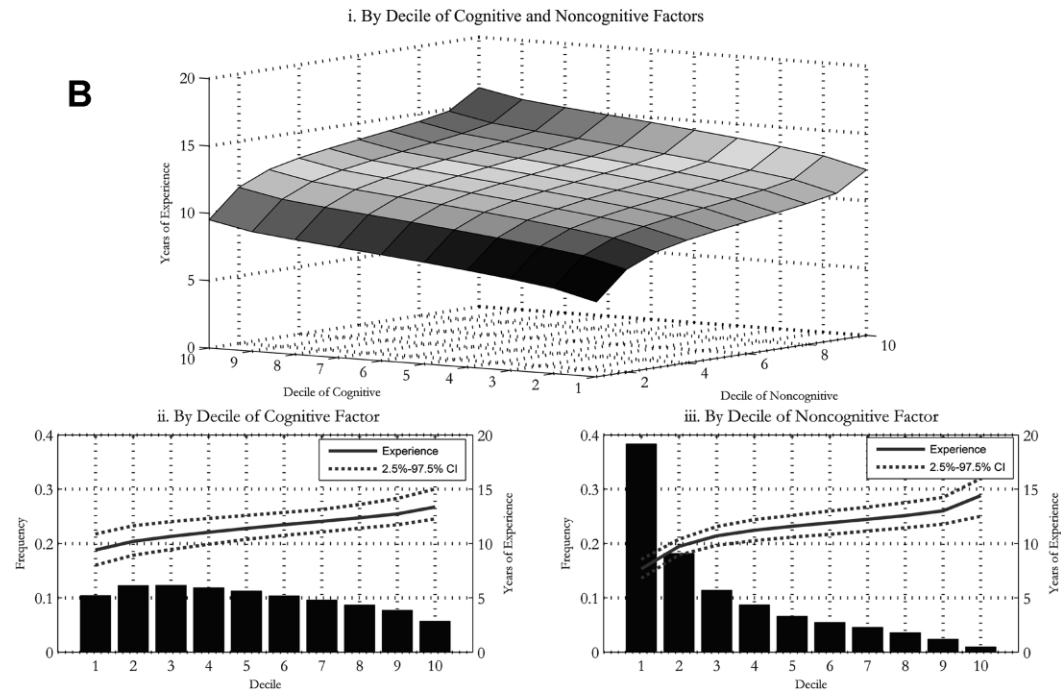 i. By Decile of Cognitive and Noncognitive Factors
B
20
15
10
5
0
Years of Experience
10 9 8 7 6 5 4 3 2 1
Decile of Cognitive
2 4 6 8 10
Decile of Noncognitive
ii. By Decile of Cognitive Factor
0.4
0.3
0.2
0.1
0
Frequency
Experience
2.5%-97.5% CI
20
15
10
5
0
Years of Experience
1 2 3 4 5 6 7 8 9 10
Decile
iii. By Decile of Noncognitive Factor
0.4
0.3
0.2
0.1
0
Frequency
Experience
2.5%-97.5% CI
20
15
10
5
0
Years of Experience
1 2 3 4 5 6 7 8 9 10
Decile